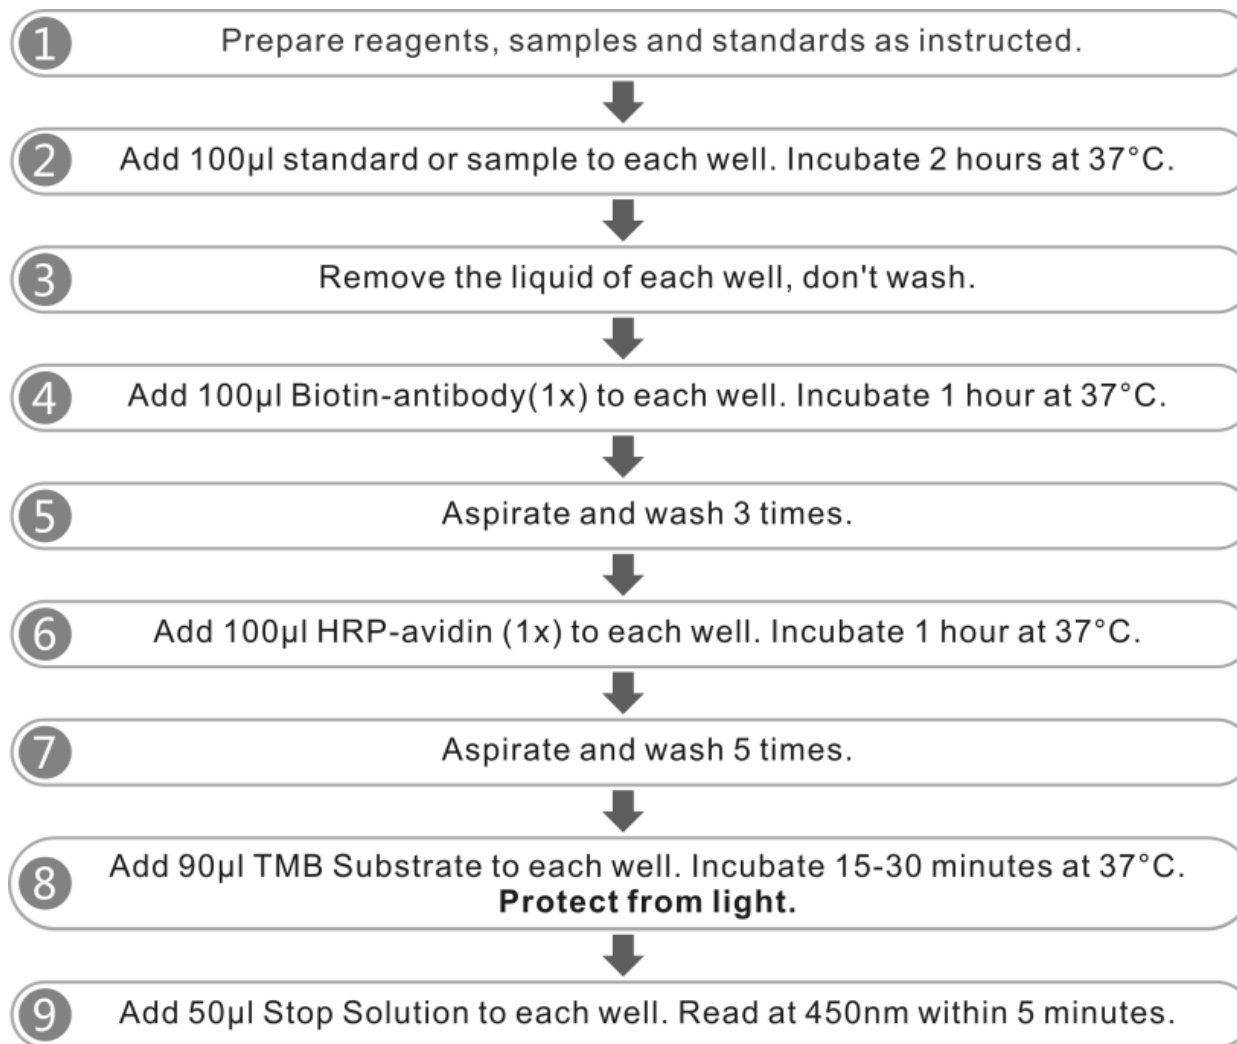 1 Prepare reagents, samples and standards as instructed.
2 Add 100µl standard or sample to each well. Incubate 2 hours at 37°C.
3 Remove the liquid of each well, don't wash.
4 Add 100µl Biotin-antibody(1x) to each well. Incubate 1 hour at 37°C.
5 Aspirate and wash 3 times.
6 Add 100µl HRP-avidin (1x) to each well. Incubate 1 hour at 37°C.
7 Aspirate and wash 5 times.
8 Add 90µl TMB Substrate to each well. Incubate 15-30 minutes at 37°C.
Protect from light.
9 Add 50µl Stop Solution to each well. Read at 450nm within 5 minutes.